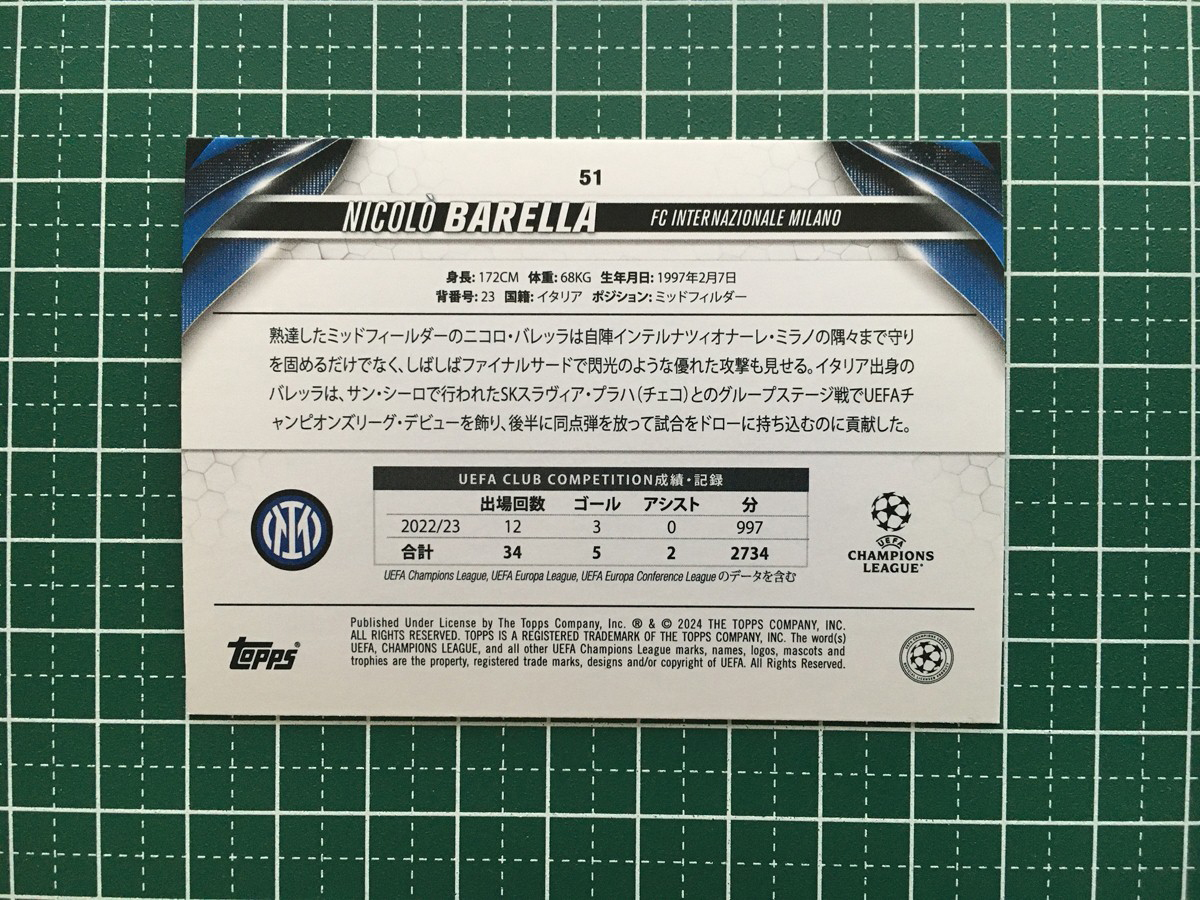 51
NICOLÒ BARELLA FC INTERNAZIONALE MILANO
身長: 172CM 体重: 68KG 生年月日: 1997年2月7日
背番号: 23 国籍: イタリア ポジション: ミッドフィルダー
熟達したミッドフィールダーのニコロ・バレッラは自陣インテルナツィオナーレ・ミラノの隅々まで守り
を固めるだけでなく、しばしばファイナルサードで閃光のような優れた攻撃も見せる。イタリア出身の
バレッラは、サン・シーロで行われたSKスラヴィア・プラハ(チェコ)とのグループステージ戦でUEFAチ
ャンピオンズリーグ・デビューを飾り、後半に同点弾を放って試合をドローに持ち込むのに貢献した。
UEFA CLUB COMPETITION成績・記録
出場回数 ゴール アシスト 分
2022/23 12 3 0 997
合計 34 5 2 2734
UEFA Champions League, UEFA Europa League, UEFA Europa Conference Leagueのデータを含む
UEFA
CHAMPIONS
LEAGUE®
Published Under License by The Topps Company, Inc. ® & © 2024 THE TOPPS COMPANY, INC.
ALL RIGHTS RESERVED. TOPPS IS A REGISTERED TRADEMARK OF THE TOPPS COMPANY, INC. The word(s)
UEFA, CHAMPIONS LEAGUE, and all other UEFA Champions League marks, names, logos, mascots and
trophies are the property, registered trade marks, designs and/or copyright of UEFA. All Rights Reserved.
Topps®